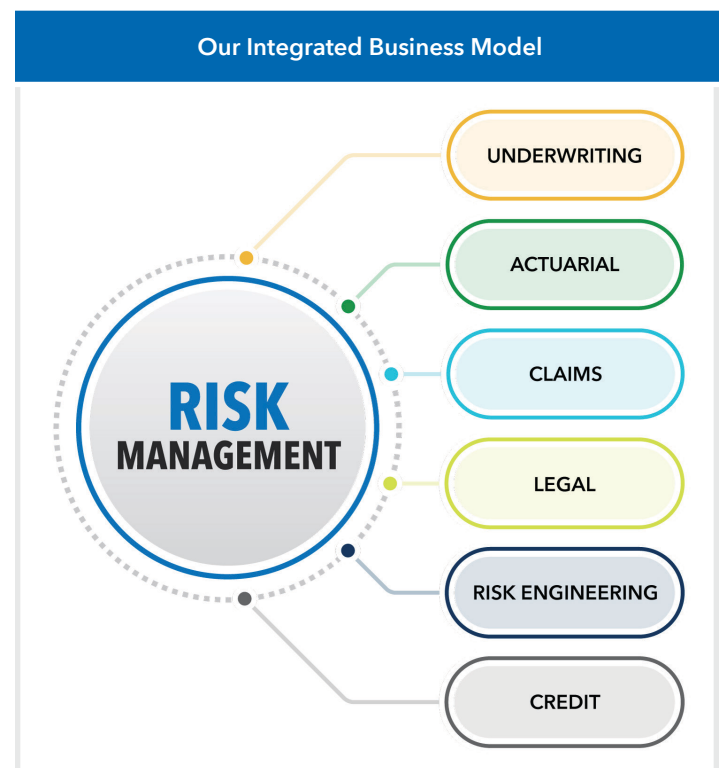 Our Integrated Business Model
RISK
MANAGEMENT
UNDERWRITING
ACTUARIAL
CLAIMS
LEGAL
RISK ENGINEERING
CREDIT